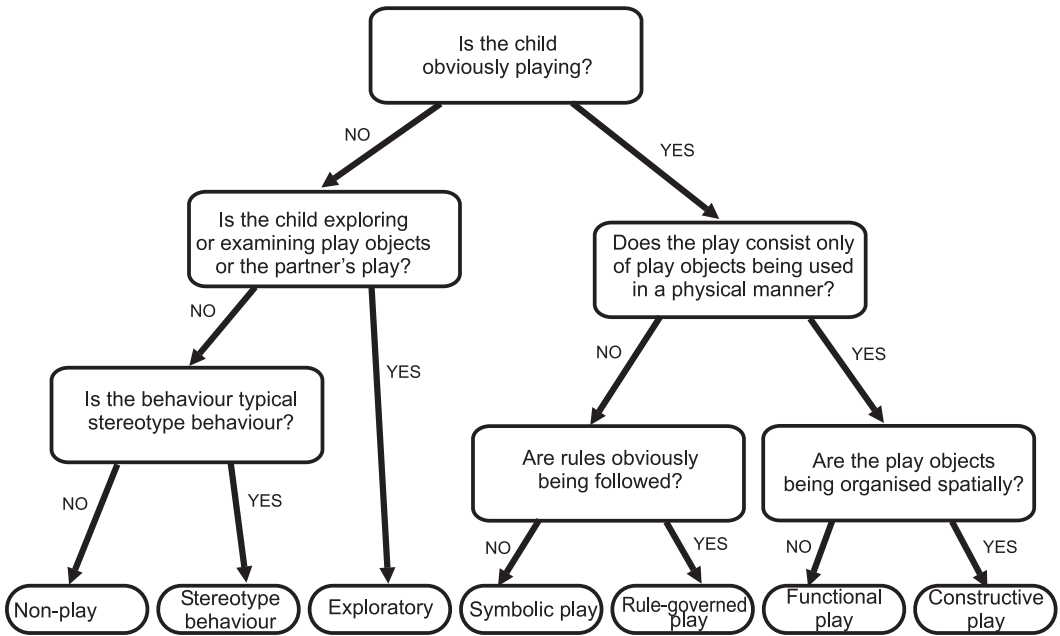 Is the child
obviously playing?
NO
YES
Is the child exploring
or examining play objects
or the partner's play?
Does the play consist only
of play objects being used
in a physical manner?
NO
YES
NO
YES
Is the behaviour typical
stereotype behaviour?
Are rules obviously
being followed?
Are the play objects
being organised spatially?
NO
YES
NO
YES
NO
YES
Non-play
Stereotype
behaviour
Exploratory
Symbolic play
Rule-governed
play
Functional
play
Constructive
play